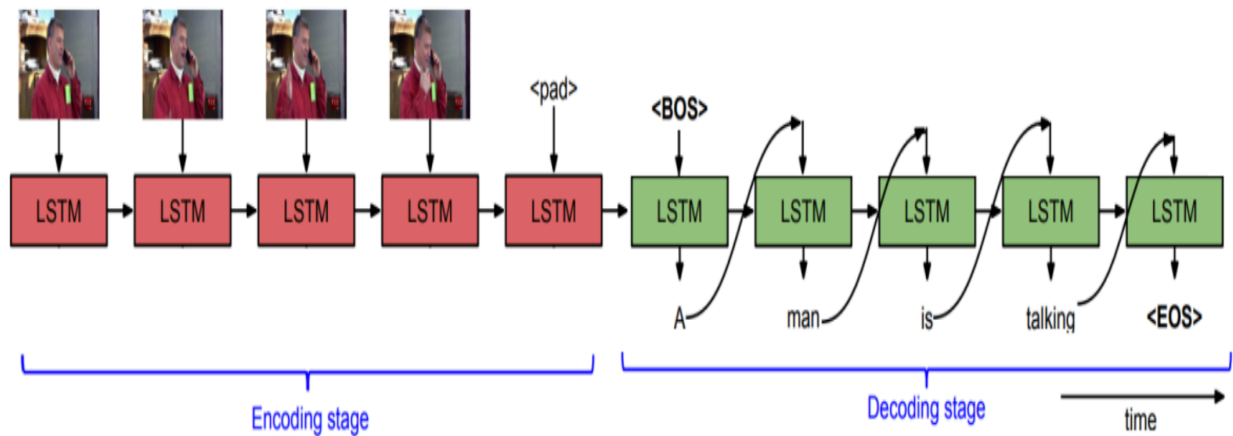 <pad>
<BOS>
LSTM LSTM LSTM LSTM LSTM LSTM LSTM LSTM LSTM LSTM
A man is talking <EOS>
Encoding stage
Decoding stage
time